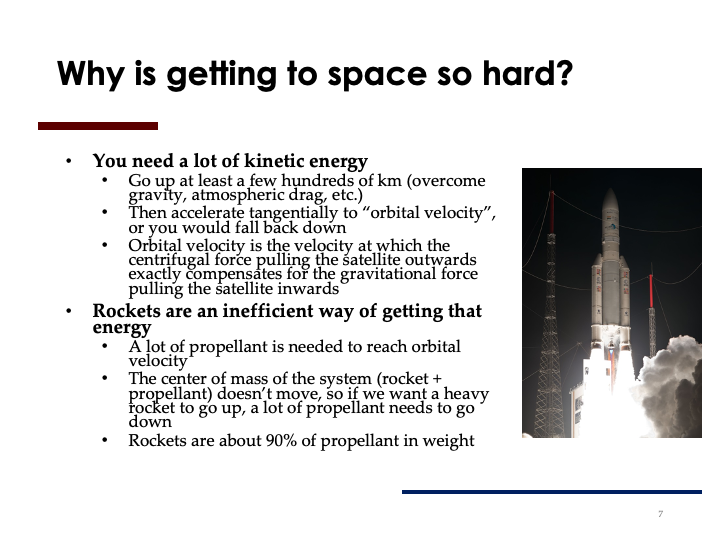 Why is getting to space so hard?
• You need a lot of kinetic energy
• Go up at least a few hundreds of km (overcome
gravity, atmospheric drag, etc.)
• Then accelerate tangentially to “orbital velocity”,
or you would fall back down
• Orbital velocity is the velocity at which the
centrifugal force pulling the satellite outwards
exactly compensates for the gravitational force
pulling the satellite inwards
• Rockets are an inefficient way of getting that
energy
• A lot of propellant is needed to reach orbital
velocity
• The center of mass of the system (rocket +
propellant) doesn’t move, so if we want a heavy
rocket to go up, a lot of propellant needs to go
down
• Rockets are about 90% of propellant in weight
7